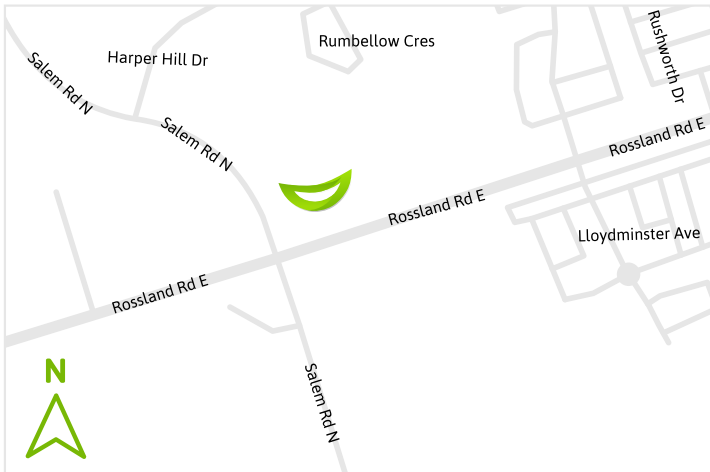 Rumbellow Cres
Harper Hill Dr
Rushworth Dr
Salem Rd N
Salem Rd N
Rossland Rd E
Rossland Rd E
Lloydminster Ave
Rossland Rd E
N
Salem Rd N